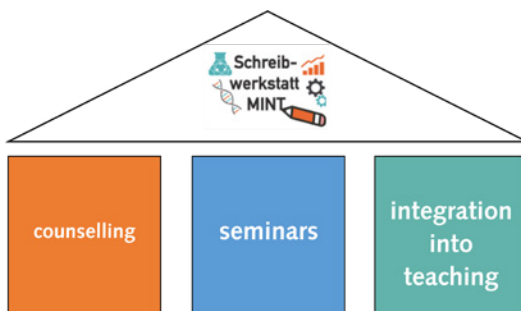 Schreib-
werkstatt
MINT
counselling
seminars
integration
into
teaching